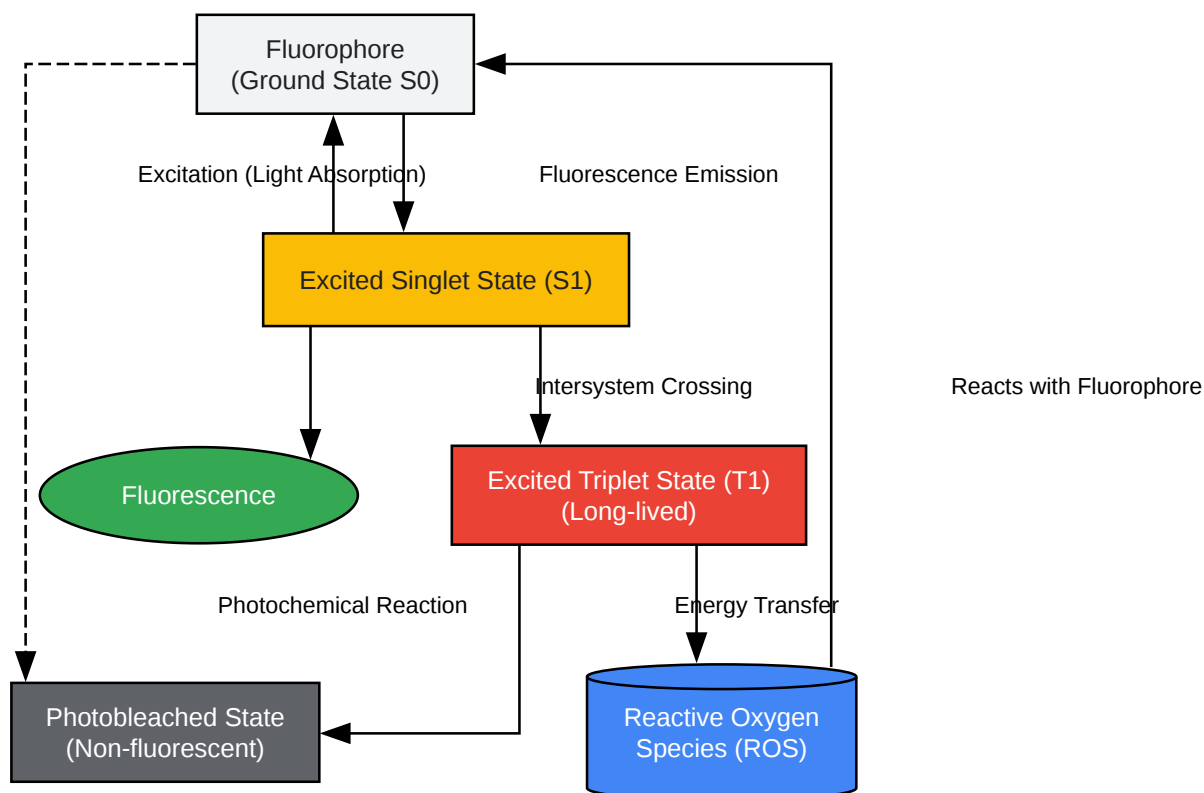 Fluorophore
(Ground State S0)
Excitation (Light Absorption)
Fluorescence Emission
Excited Singlet State (S1)
Intersystem Crossing
Reacts with Fluorophore
Fluorescence
Excited Triplet State (T1)
(Long-lived)
Photochemical Reaction
Energy Transfer
Photobleached State
(Non-fluorescent)
Reactive Oxygen
Species (ROS)